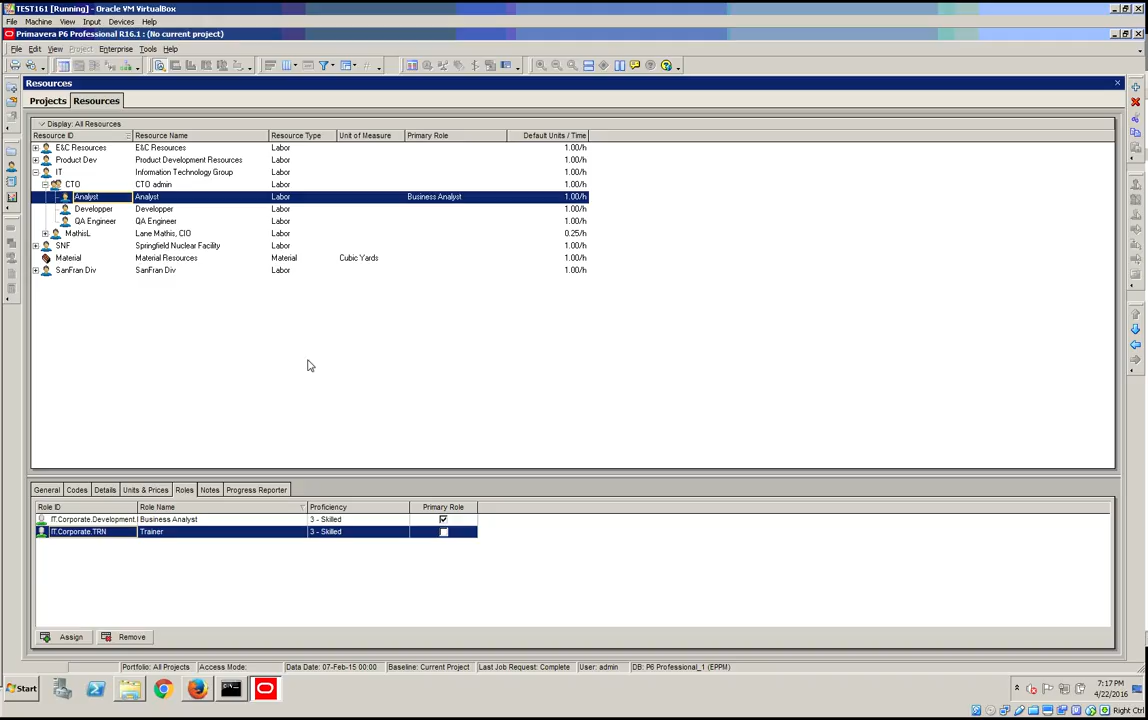 TEST161 [Running] - Oracle VM VirtualBox
File Machine View Input Devices Help
Primavera P6 Professional R16.1 : (No current project)
File Edit View Project Enterprise Tools Help
Resources
Projects Resources
Display: All Resources
Resource ID Resource Name Resource Type Unit of Measure Primary Role Default Units / Time
E&C Resources E&C Resources Labor 1.00/h
Product Dev Product Development Resources Labor 1.00/h
IT Information Technology Group Labor 1.00/h
CTO CTO admin Labor 1.00/h
Analyst Analyst Labor Business Analyst 1.00/h
Developper Developper Labor 1.00/h
QA Engineer QA Engineer Labor 1.00/h
MathisL Lane Mathis, CIO Labor 0.25/h
SNF Springfield Nuclear Facility Labor 1.00/h
Material Material Resources Material Cubic Yards 1.00/h
SanFran Div SanFran Div Labor 1.00/h
General Codes Details Units & Prices Roles Notes Progress Reporter
Role ID Role Name Proficiency Primary Role
IT.Corporate.Development. Business Analyst 3 - Skilled
IT.Corporate.TRN Trainer 3 - Skilled
Assign Remove
Portfolio: All Projects Access Mode: Data Date: 07-Feb-15 00:00 Baseline: Current Project Last Job Request: Complete User: admin DB: P6 Professional_1 (EPPM)
Start 7:17 PM
4/22/2016
Right Ctrl